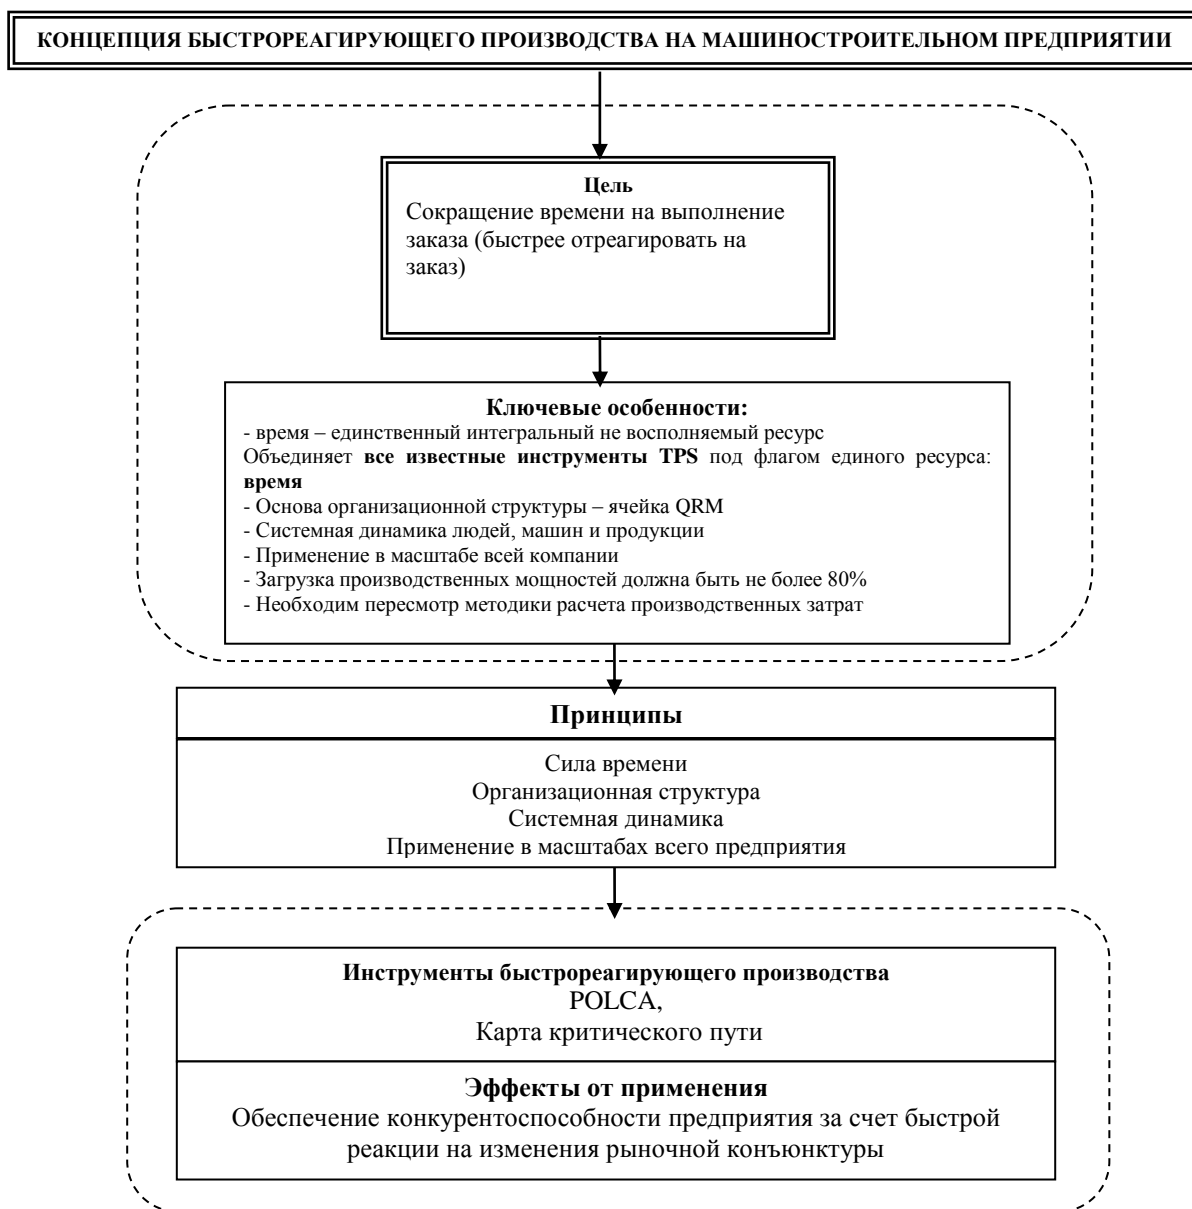 КОНЦЕПЦИЯ БЫСТРОРЕАГИРУЮЩЕГО ПРОИЗВОДСТВА НА МАШИНОСТРОИТЕЛЬНОМ ПРЕДПРИЯТИИ
Цель
Сокращение времени на выполнение
заказа (быстрее отреагировать на
заказ)
Ключевые особенности:
- время – единственный интегральный не восполняемый ресурс
Объединяет все известные инструменты TPS под флагом единого ресурса:
время
- Основа организационной структуры – ячейка QRM
- Системная динамика людей, машин и продукции
- Применение в масштабе всей компании
- Загрузка производственных мощностей должна быть не более 80%
- Необходим пересмотр методики расчета производственных затрат
Принципы
Сила времени
Организационная структура
Системная динамика
Применение в масштабах всего предприятия
Инструменты быстрореагирующего производства
POLCA,
Карта критического пути
Эффекты от применения
Обеспечение конкурентоспособности предприятия за счет быстрой
реакции на изменения рыночной конъюнктуры